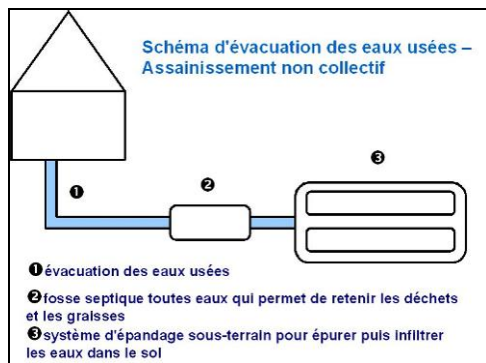 Schéma d'évacuation des eaux usées –
Assainissement non collectif
❸
❶
❷
❶évacuation des eaux usées
❷fosse septique toutes eaux qui permet de retenir les déchets
et les graisses
❸système d'épandage sous-terrain pour épurer puis infiltrer
les eaux dans le sol